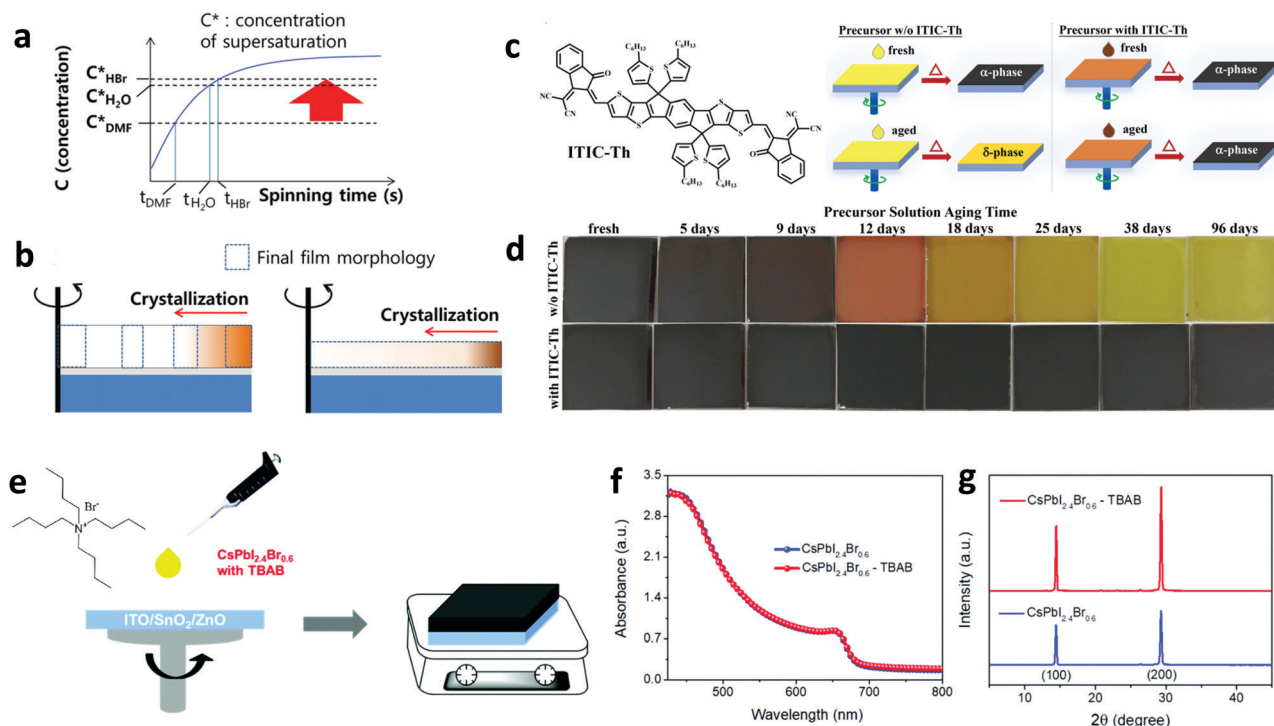 a
C* : concentration
of supersaturation
C (concentration)
C*HBr
C*H₂O
C*DMF
tDMF
tH₂O
tHBr
Spinning time (s)
b
Final film morphology
Crystallization
Crystallization
c
C₆H₁₃
C₆H₁₃
O
NC
CN
S
S
S
S
S
S
S
S
CN
CN
O
C₆H₁₃
C₆H₁₃
ITIC-Th
Precursor w/o ITIC-Th
fresh
Δ
α-phase
aged
Δ
δ-phase
Precursor with ITIC-Th
fresh
Δ
α-phase
aged
Δ
α-phase
d
Precursor Solution Aging Time
fresh
5 days
9 days
12 days
18 days
25 days
38 days
96 days
w/o ITIC-Th
with ITIC-Th
e
Br⁻
N⁺
CsPbI₂.₄Br₀.₆
with TBAB
ITO/SnO₂/ZnO
f
Absorbance (a.u.)
3.5
2.8
2.1
1.4
0.7
0.0
CsPbI₂.₄Br₀.₆
CsPbI₂.₄Br₀.₆ - TBAB
500
600
700
800
Wavelength (nm)
g
Intensity (a.u.)
CsPbI₂.₄Br₀.₆ - TBAB
CsPbI₂.₄Br₀.₆
(100)
(200)
10
20
30
40
2θ (degree)